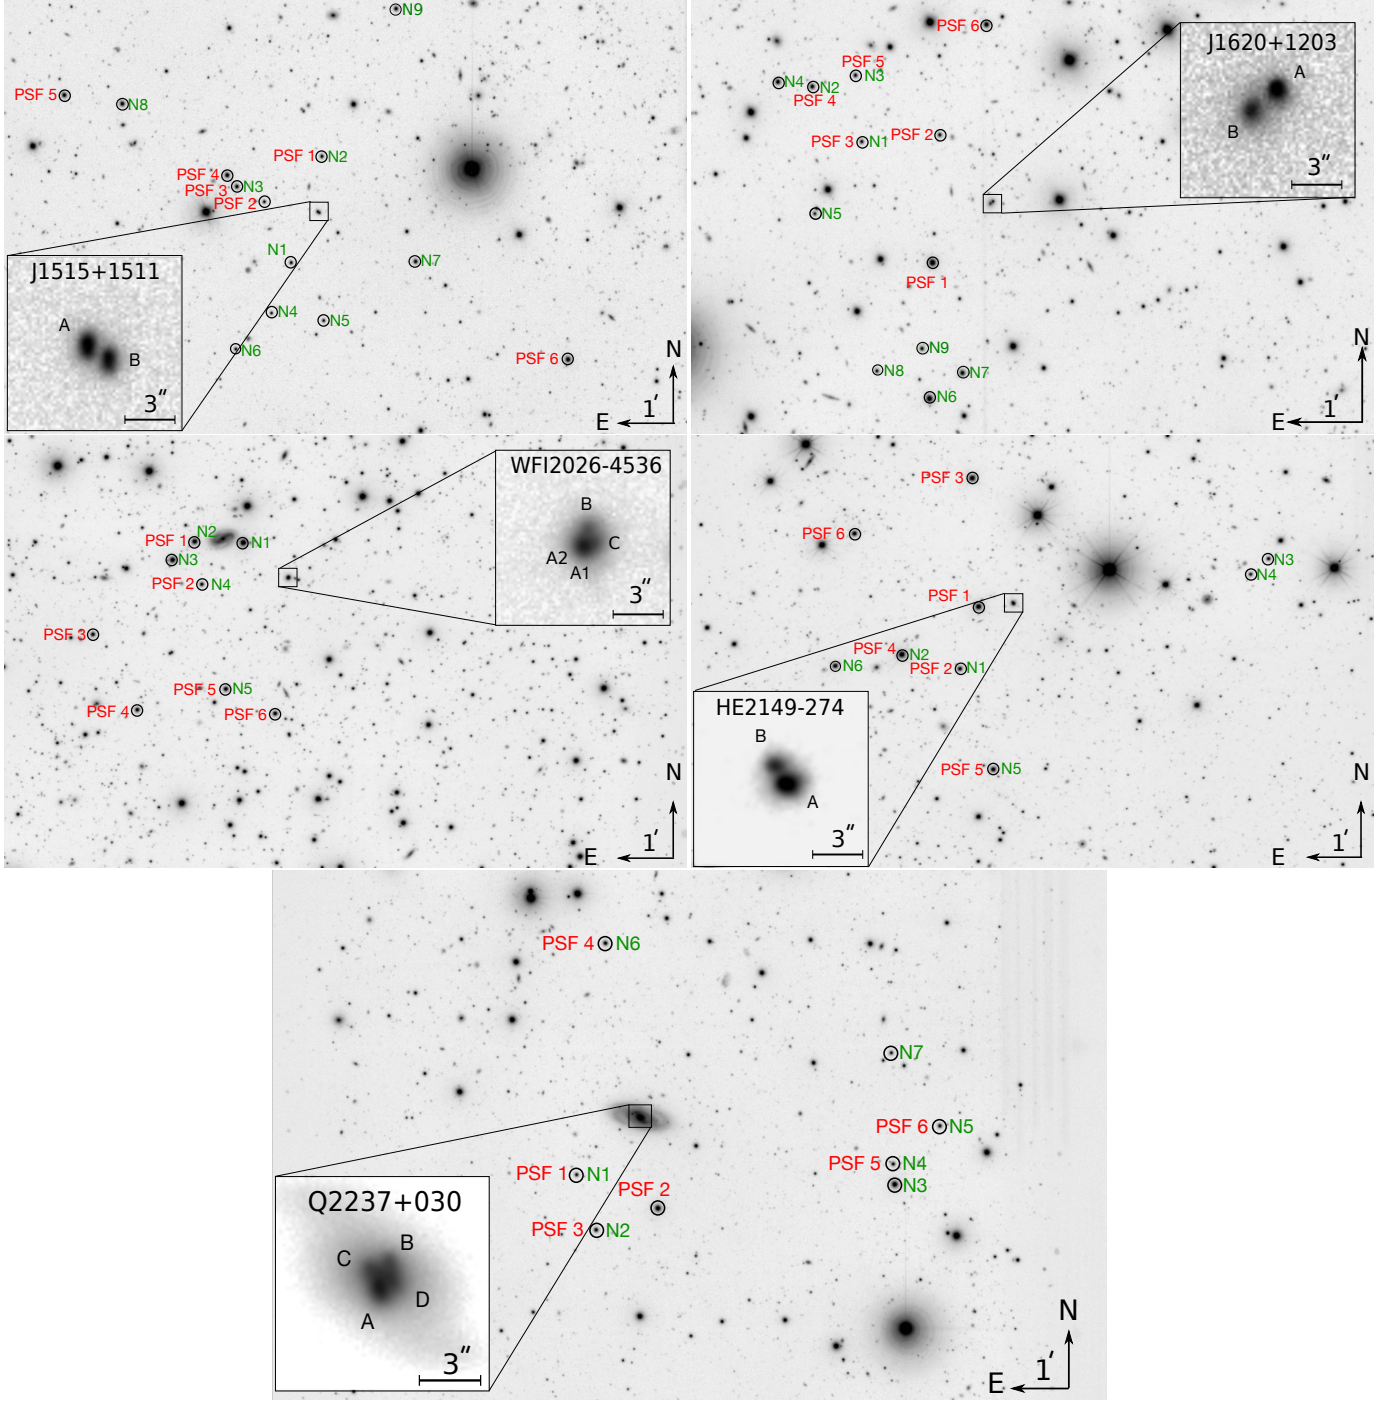 N9
PSF 5
N8
PSF 1 N2
PSF 4
PSF 3 N3
PSF 2
N1
N7
J1515+1511
A
B
3″
N4
N5
N6
PSF 6
N
E 1′
PSF 6
J1620+1203
A
B
3″
PSF 5
N4 N2 N3
PSF 4
PSF 3 N1 PSF 2
N5
PSF 1
N9
N8 N7
N6
N
E 1′
WFI2026-4536
B
C
A2
A1
3″
N2
PSF 1 N1
N3
PSF 2 N4
PSF 3
PSF 5 N5
PSF 4 PSF 6
N
E 1′
PSF 3
PSF 6
N3
N4
PSF 1
PSF 4 N2
N6 PSF 2 N1
HE2149-274
B
A
3″
PSF 5 N5
N
E 1′
PSF 4 N6
N7
PSF 6 N5
PSF 5 N4
N3
PSF 1 N1
PSF 2
PSF 3 N2
Q2237+030
B
C
D
A
3″
N
E 1′